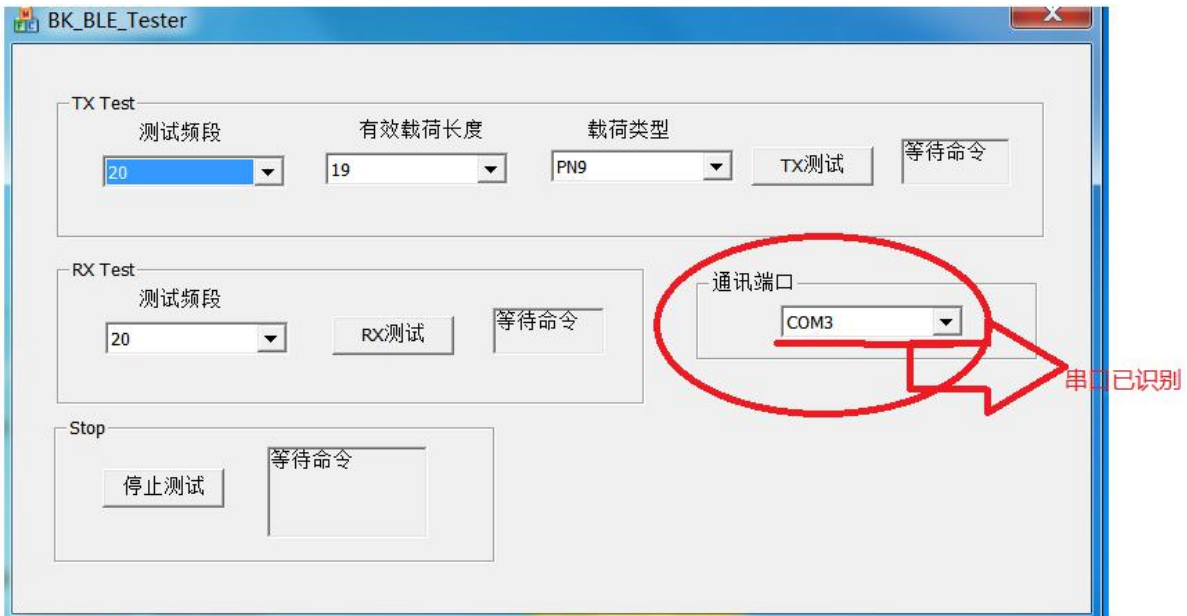 BK_BLE_Tester
TX Test
测试频段
有效载荷长度
载荷类型
20
19
PN9
TX测试
等待命令
RX Test
测试频段
20
RX测试
等待命令
通讯端口
COM3
串口已识别
Stop
停止测试
等待命令